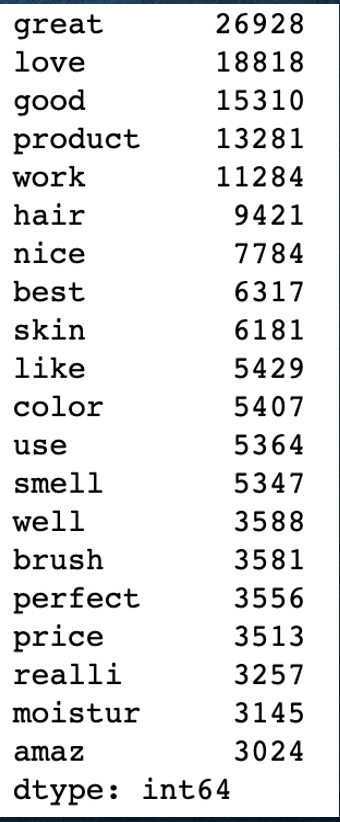 great 26928
love 18818
good 15310
product 13281
work 11284
hair 9421
nice 7784
best 6317
skin 6181
like 5429
color 5407
use 5364
smell 5347
well 3588
brush 3581
perfect 3556
price 3513
realli 3257
moistur 3145
amaz 3024
dtype: int64